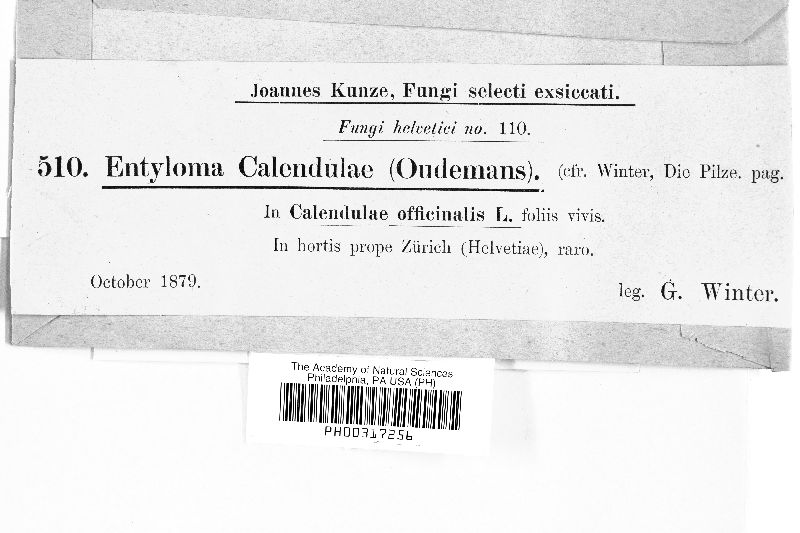 Joannes Kunze, Fungi selecti exsiccati.
Fungi helvetici no. 110.
510. Entyloma Calendulae (Oudemans). (cfr. Winter, Die Pilze. pag.
In Calendulae officinalis L. foliis vivis.
In hortis prope Zürich (Helvetiae), raro.
October 1879.
leg. G. Winter.
The Academy of Natural Sciences
Philadelphia, PA USA (PH)
PH00317256